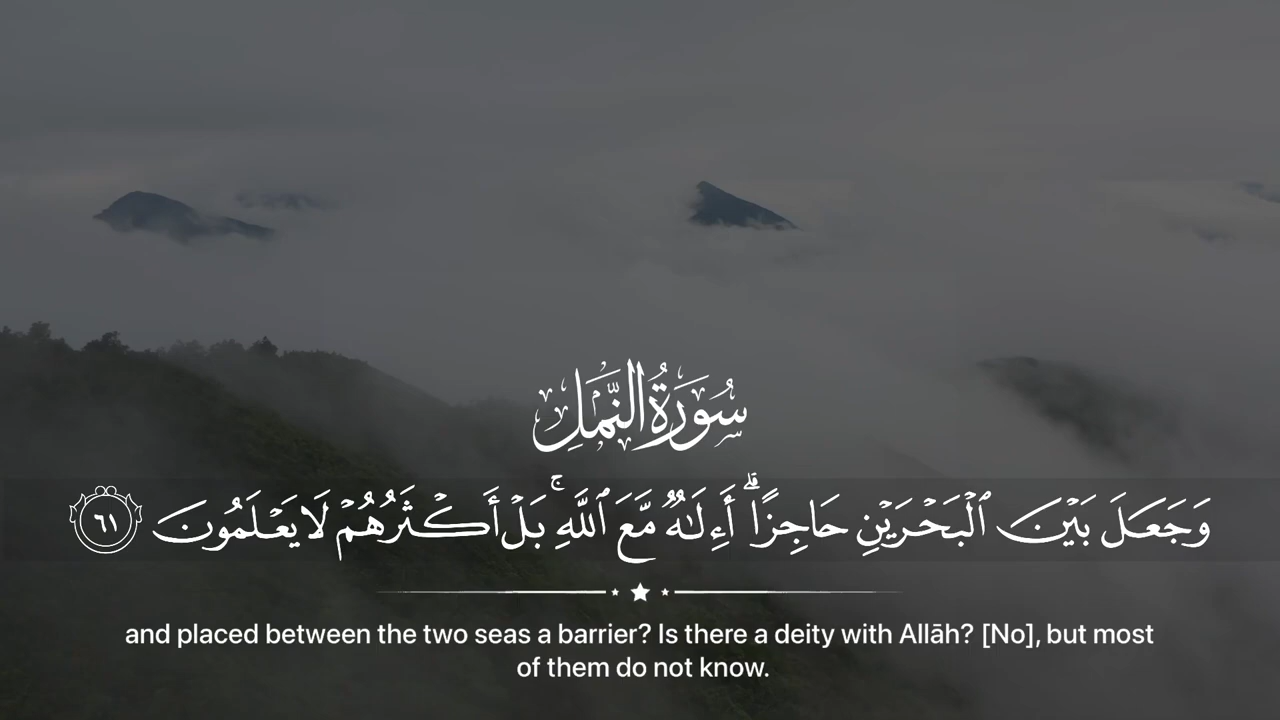 سُورَةُ النَّمْلِ
وَجَعَلَ بَيْنَ ٱلْبَحْرَيْنِ حَاجِزًا ۗ أَءِلَـٰهٌ مَّعَ ٱللَّهِ ۚ بَلْ أَكْثَرُهُمْ لَا يَعْلَمُونَ ٦١
and placed between the two seas a barrier? Is there a deity with Allāh? [No], but most
of them do not know.